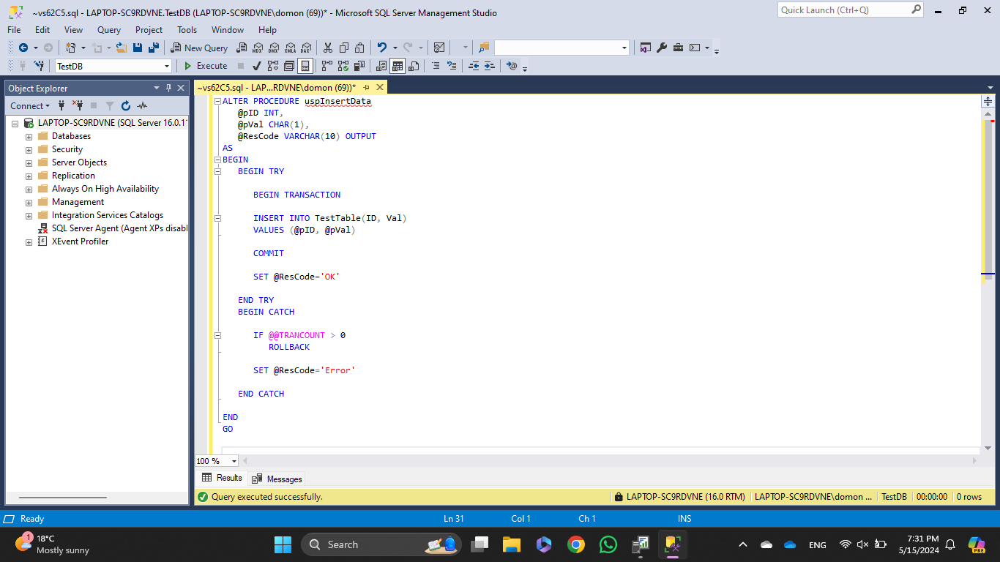 ~vs62C5.sql - LAPTOP-SC9RDVNE.TestDB (LAPTOP-SC9RDVNE\domon (69))* - Microsoft SQL Server Management Studio
Quick Launch (Ctrl+Q)
File Edit View Query Project Tools Window Help
New Query MDX DMX XMLA DAX
TestDB Execute
Object Explorer
~vs62C5.sql - LAP...RDVNE\domon (69))*
Connect
LAPTOP-SC9RDVNE (SQL Server 16.0.1
Databases
Security
Server Objects
Replication
Always On High Availability
Management
Integration Services Catalogs
SQL Server Agent (Agent XPs disabl
XEvent Profiler
ALTER PROCEDURE uspInsertData
@pID INT,
@pVal CHAR(1),
@ResCode VARCHAR(10) OUTPUT
AS
BEGIN
BEGIN TRY
BEGIN TRANSACTION
INSERT INTO TestTable(ID, Val)
VALUES (@pID, @pVal)
COMMIT
SET @ResCode='OK'
END TRY
BEGIN CATCH
IF @@TRANCOUNT > 0
ROLLBACK
SET @ResCode='Error'
END CATCH
END
GO
100 %
Results Messages
Query executed successfully. LAPTOP-SC9RDVNE (16.0 RTM) LAPTOP-SC9RDVNE\domon ... TestDB 00:00:00 0 rows
Ready Ln 31 Col 1 Ch 1 INS
1 18°C
Mostly sunny
Search
ENG
7:31 PM
5/15/2024
PRE